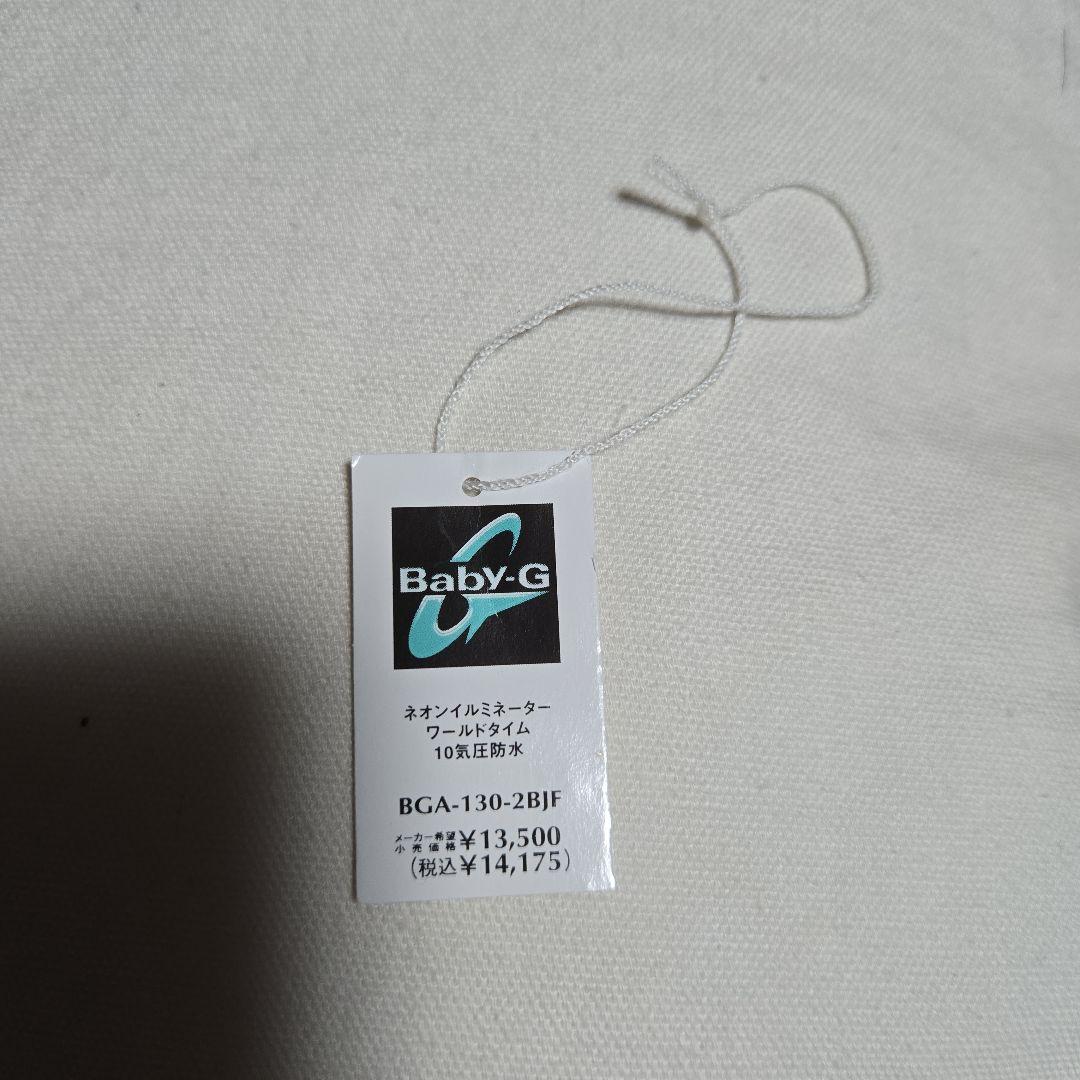 Baby-G
ネオンイルミネーター
ワールドタイム
10気圧防水
BGA-130-2BJF
メーカー希望小売価格 ¥13,500
(税込¥14,175)